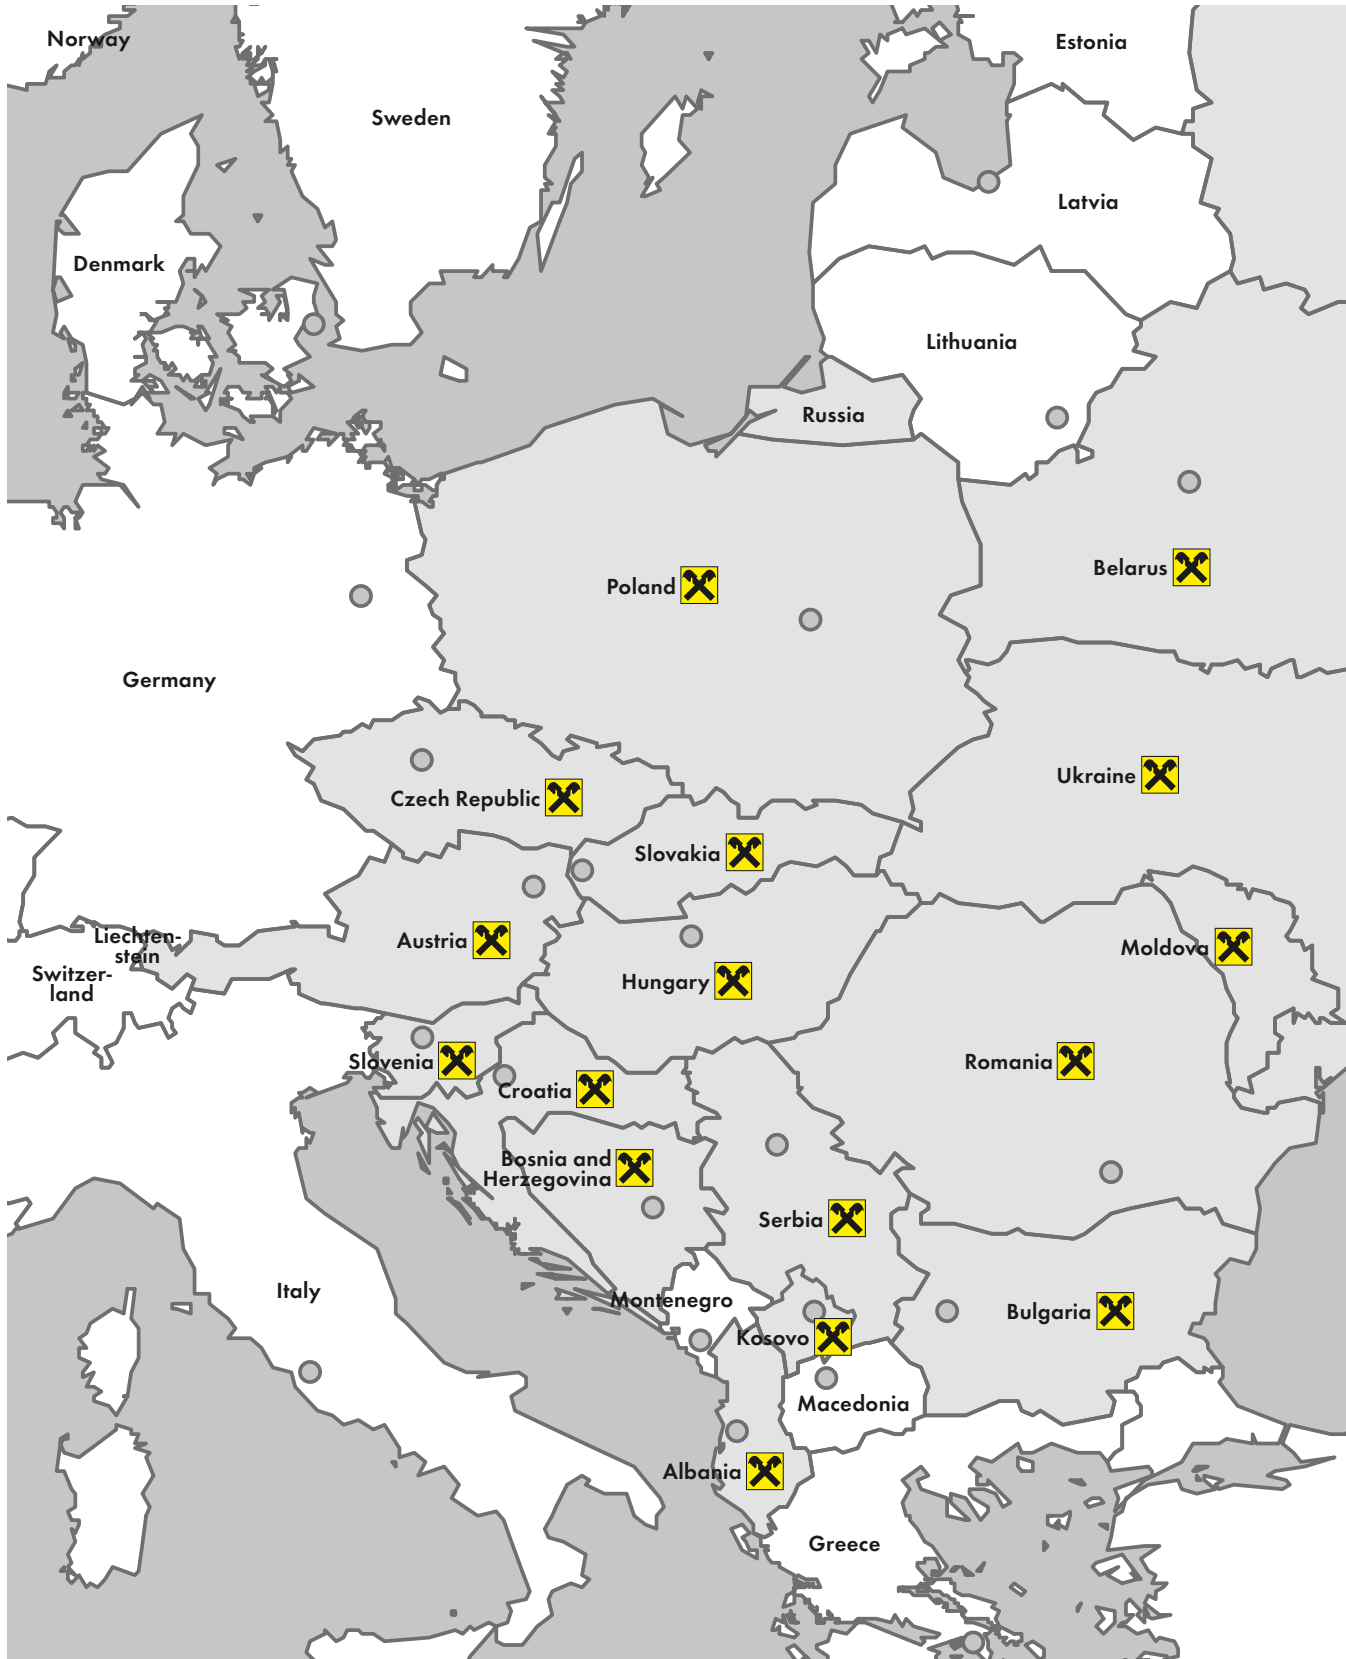 Norway
Estonia
Sweden
Latvia
Denmark
Lithuania
Russia
Belarus
Poland
Germany
Ukraine
Czech Republic
Slovakia
Liechten-
stein
Austria
Moldova
Switzer-
land
Hungary
Slovenia
Romania
Croatia
Bosnia and
Herzegovina
Serbia
Italy
Montenegro
Bulgaria
Kosovo
Macedonia
Albania
Greece